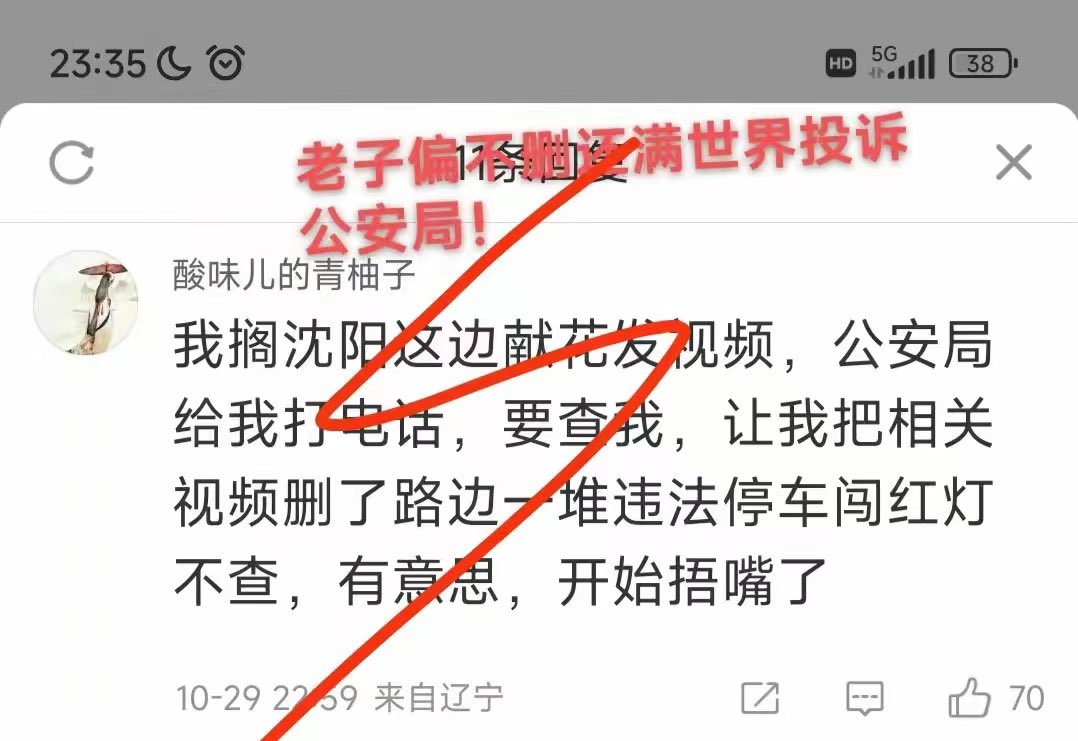 23:35 HD 5G 38
老子偏不删还满世界投诉
公安局！
11条回复
酸味儿的青柚子
我搁沈阳这边献花发视频，公安局
给我打电话，要查我，让我把相关
视频删了路边一堆违法停车闯红灯
不查，有意思，开始捂嘴了
10-29 22:59 来自辽宁 70